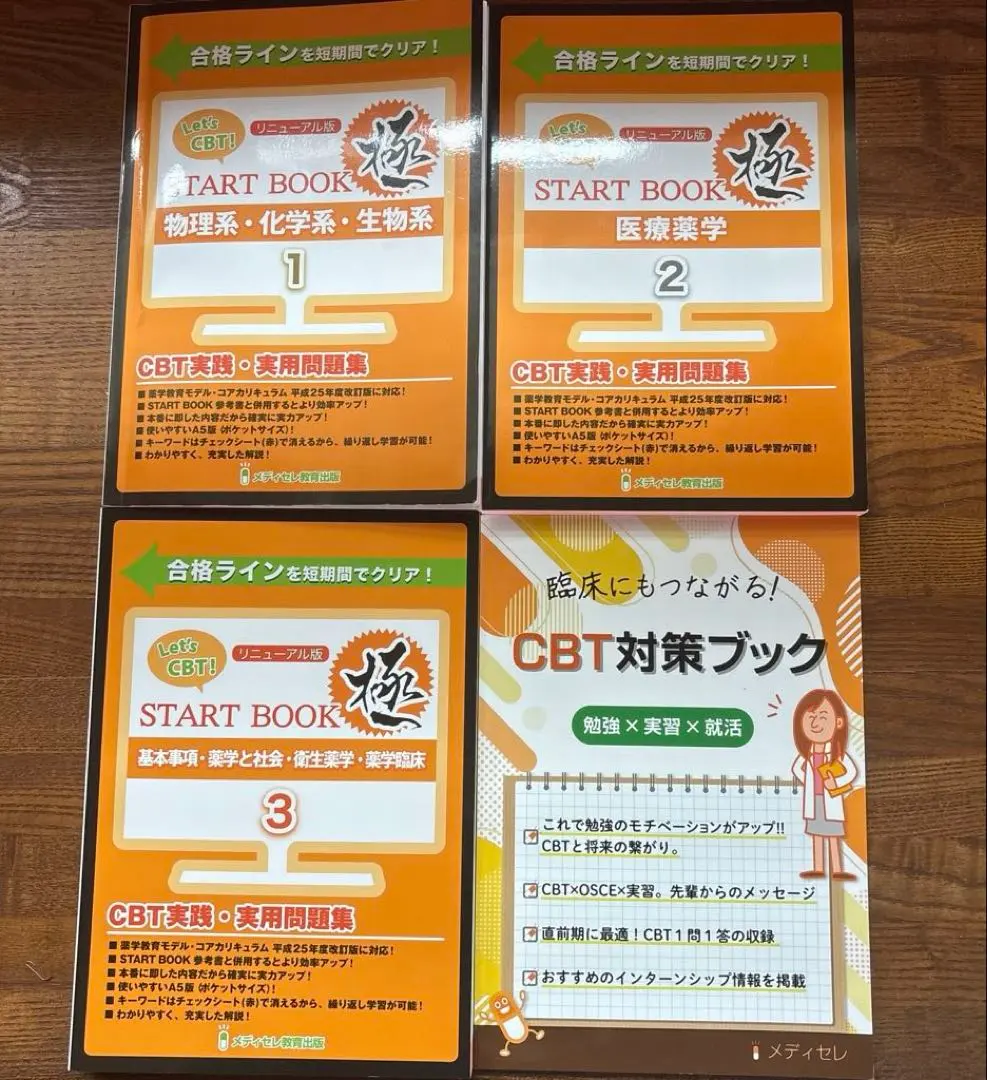 合格ラインを短期間でクリア！
Let's
CBT!
リニューアル版
極
START BOOK
物理系・化学系・生物系
1
CBT実践・実用問題集
■ 薬学教育モデル・コアカリキュラム 平成25年度改訂版に対応！
■ START BOOK 参考書と併用するとより効率アップ！
■ 本番に即した内容だから確実に実力アップ！
■ 使いやすいA5版（ポケットサイズ）！
■ キーワードはチェックシート(赤)で消えるから、繰り返し学習が可能！
■ わかりやすく、充実した解説！
メディセレ教育出版
合格ラインを短期間でクリア！
Let's
CBT!
リニューアル版
極
START BOOK
医療薬学
2
CBT実践・実用問題集
■ 薬学教育モデル・コアカリキュラム 平成25年度改訂版に対応！
■ START BOOK 参考書と併用するとより効率アップ！
■ 本番に即した内容だから確実に実力アップ！
■ 使いやすいA5版（ポケットサイズ）！
■ キーワードはチェックシート(赤)で消えるから、繰り返し学習が可能！
■ わかりやすく、充実した解説！
メディセレ教育出版
合格ラインを短期間でクリア！
Let's
CBT!
リニューアル版
極
START BOOK
基本事項・薬学と社会・衛生薬学・薬学臨床
3
CBT実践・実用問題集
■ 薬学教育モデル・コアカリキュラム 平成25年度改訂版に対応！
■ START BOOK 参考書と併用するとより効率アップ！
■ 本番に即した内容だから確実に実力アップ！
■ 使いやすいA5版（ポケットサイズ）！
■ キーワードはチェックシート(赤)で消えるから、繰り返し学習が可能！
■ わかりやすく、充実した解説！
メディセレ教育出版
臨床にもつながる！
CBT対策ブック
勉強×実習×就活
これで勉強のモチベーションがアップ!!
CBTと将来の繋がり。
CBT×OSCE×実習。先輩からのメッセージ
直前期に最適！CBT1問1答の収録
おすすめのインターンシップ情報を掲載
メディセレ